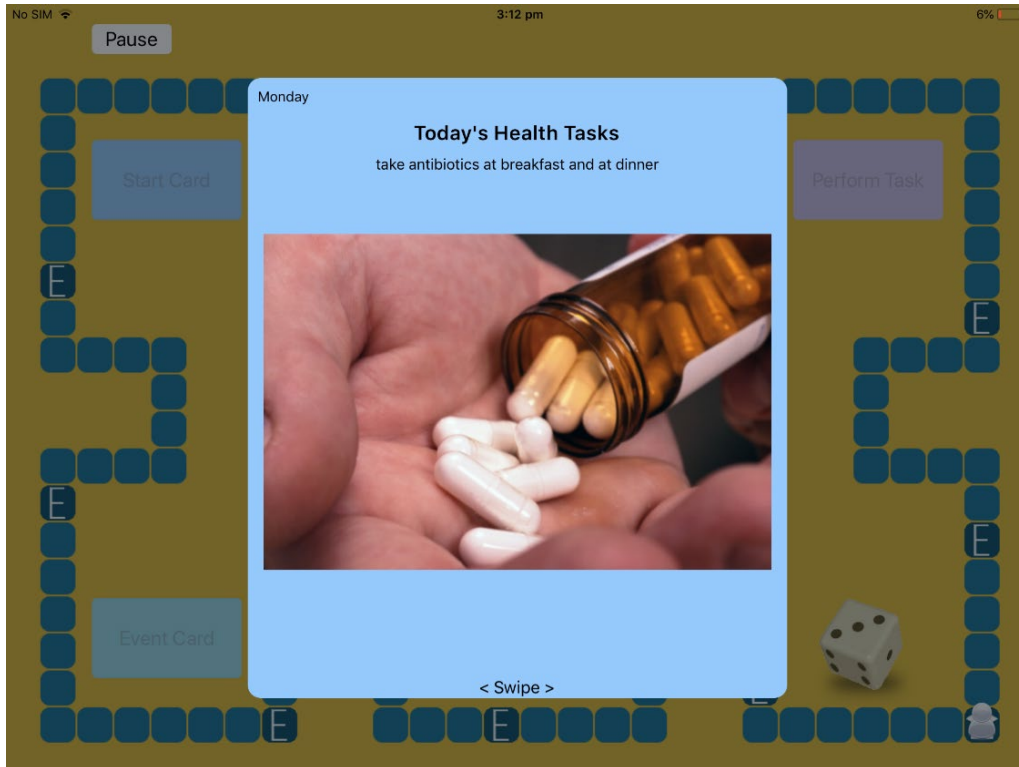 No SIM 3:12 pm 6%
Pause
Monday
Today's Health Tasks
take antibiotics at breakfast and at dinner
Start Card
Perform Task
E
E
E
E
Event Card
< Swipe >
E
E
E